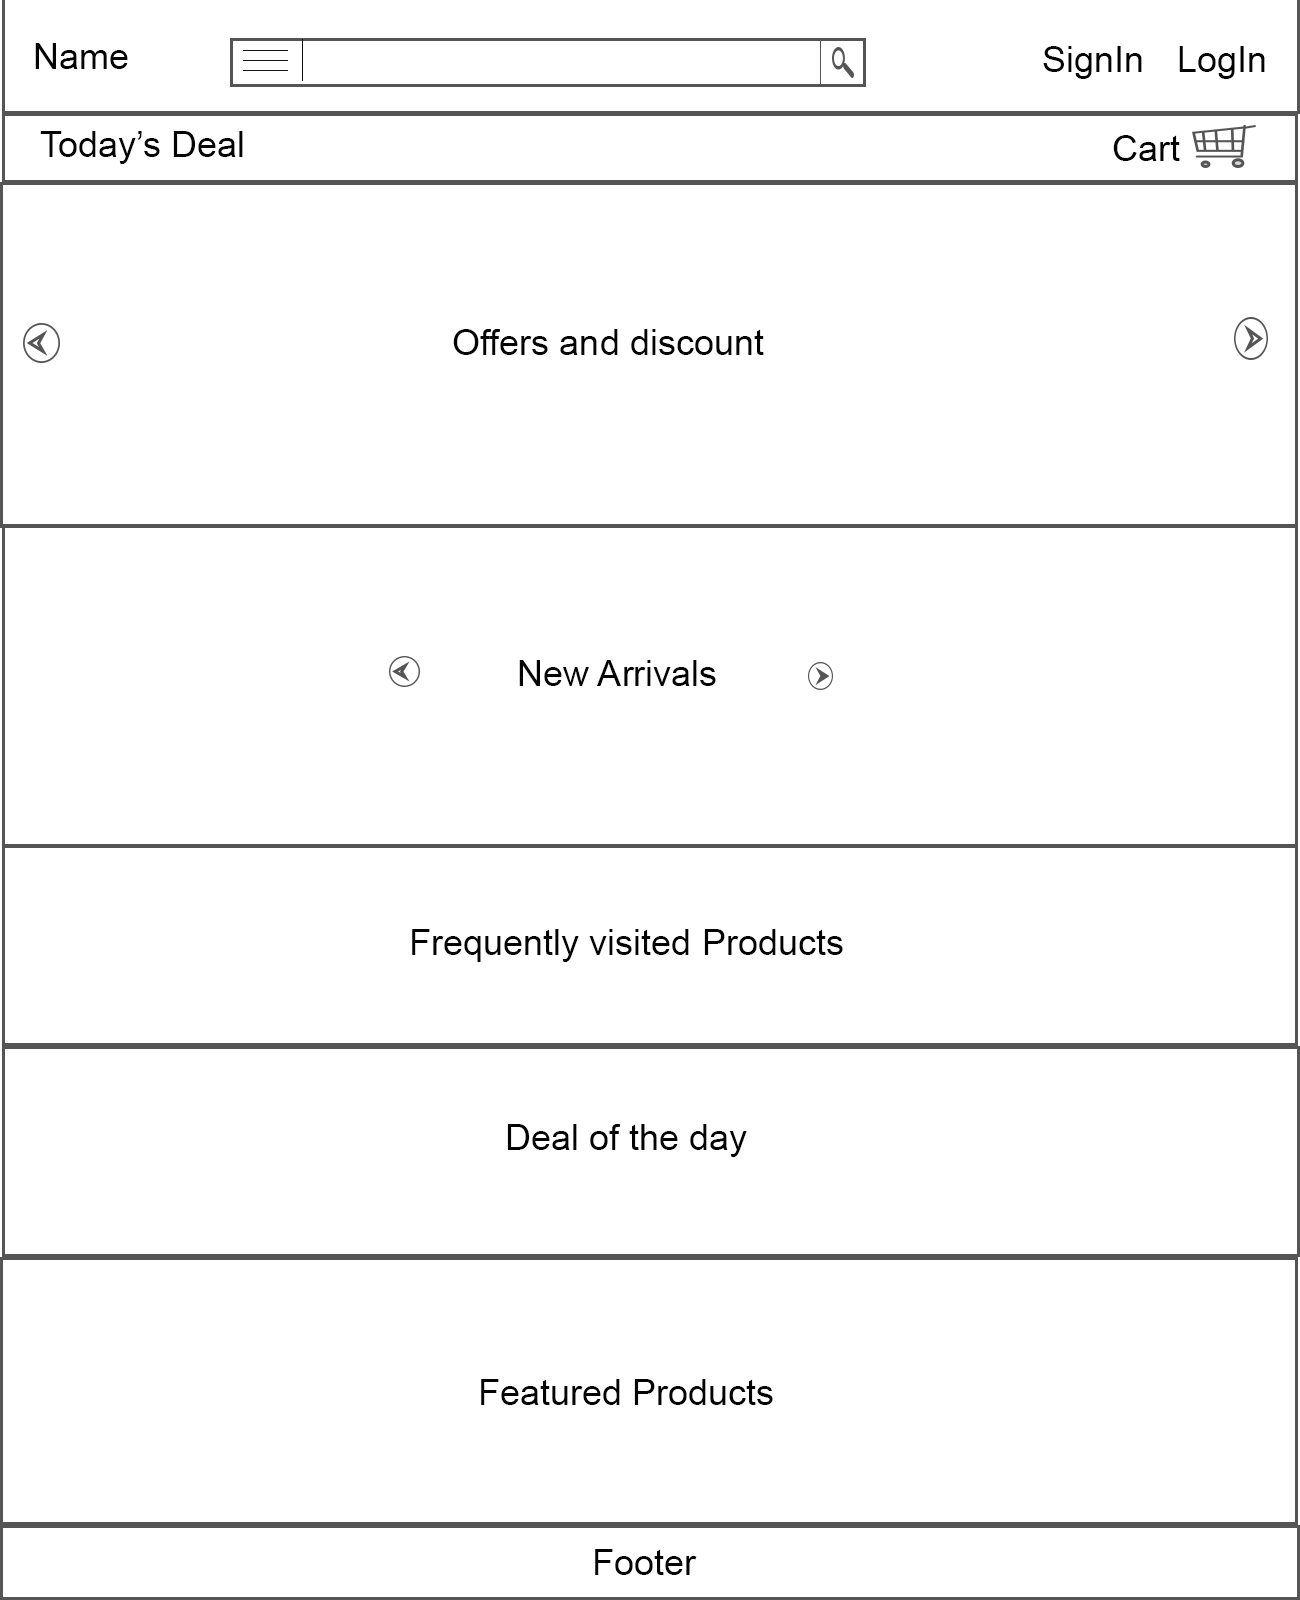 Name
SignIn LogIn
Today’s Deal
Cart
Offers and discount
New Arrivals
Frequently visited Products
Deal of the day
Featured Products
Footer